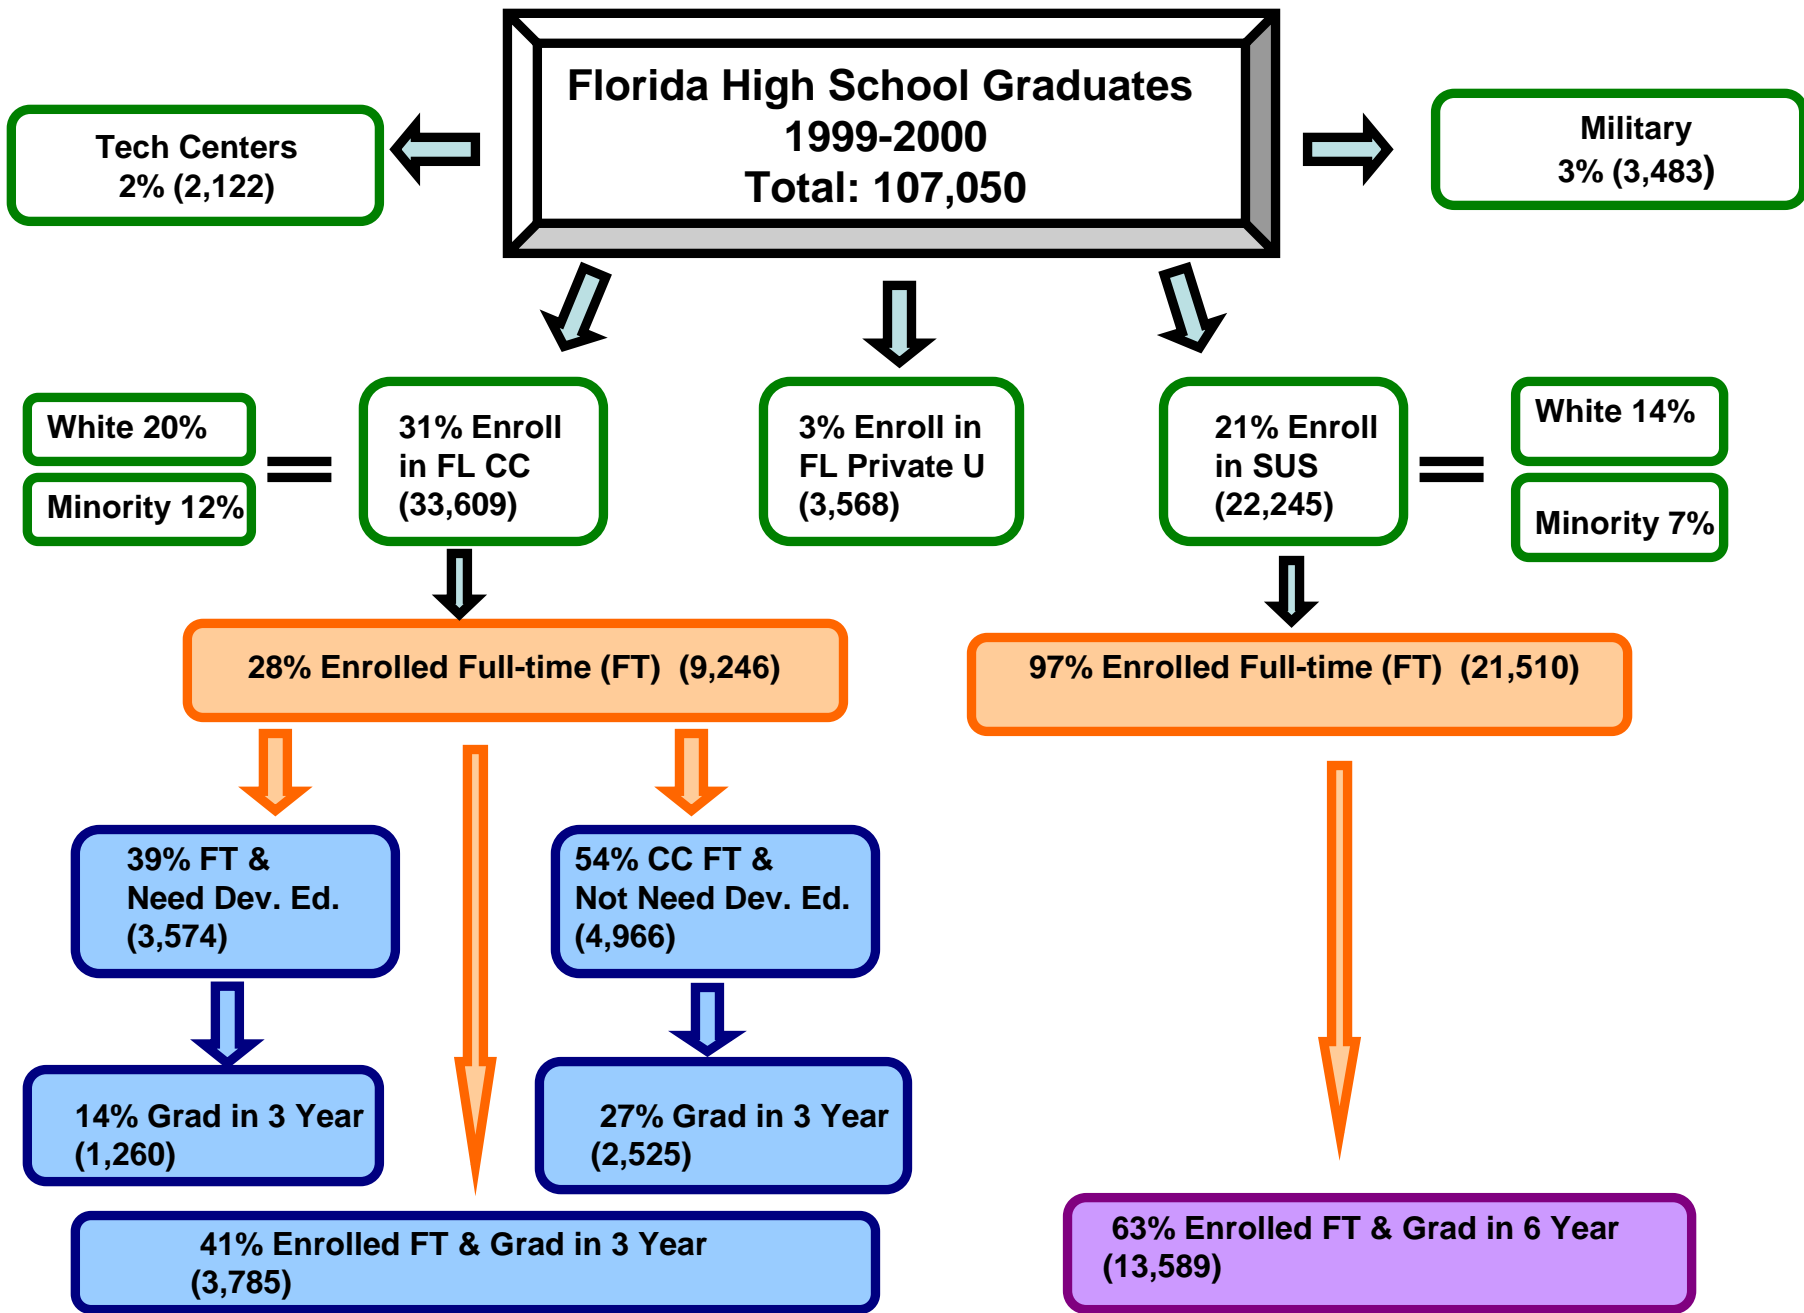 Florida High School Graduates
1999-2000
Total: 107,050
Tech Centers
2% (2,122)
Military
3% (3,483)
White 20%
Minority 12%
31% Enroll
in FL CC
(33,609)
3% Enroll in
FL Private U
(3,568)
21% Enroll
in SUS
(22,245)
White 14%
Minority 7%
28% Enrolled Full-time (FT)  (9,246)
97% Enrolled Full-time (FT)  (21,510)
39% FT &
Need Dev. Ed.
(3,574)
54% CC FT &
Not Need Dev. Ed.
(4,966)
14% Grad in 3 Year
(1,260)
27% Grad in 3 Year
(2,525)
41% Enrolled FT & Grad in 3 Year
(3,785)
63% Enrolled FT & Grad in 6 Year
(13,589)